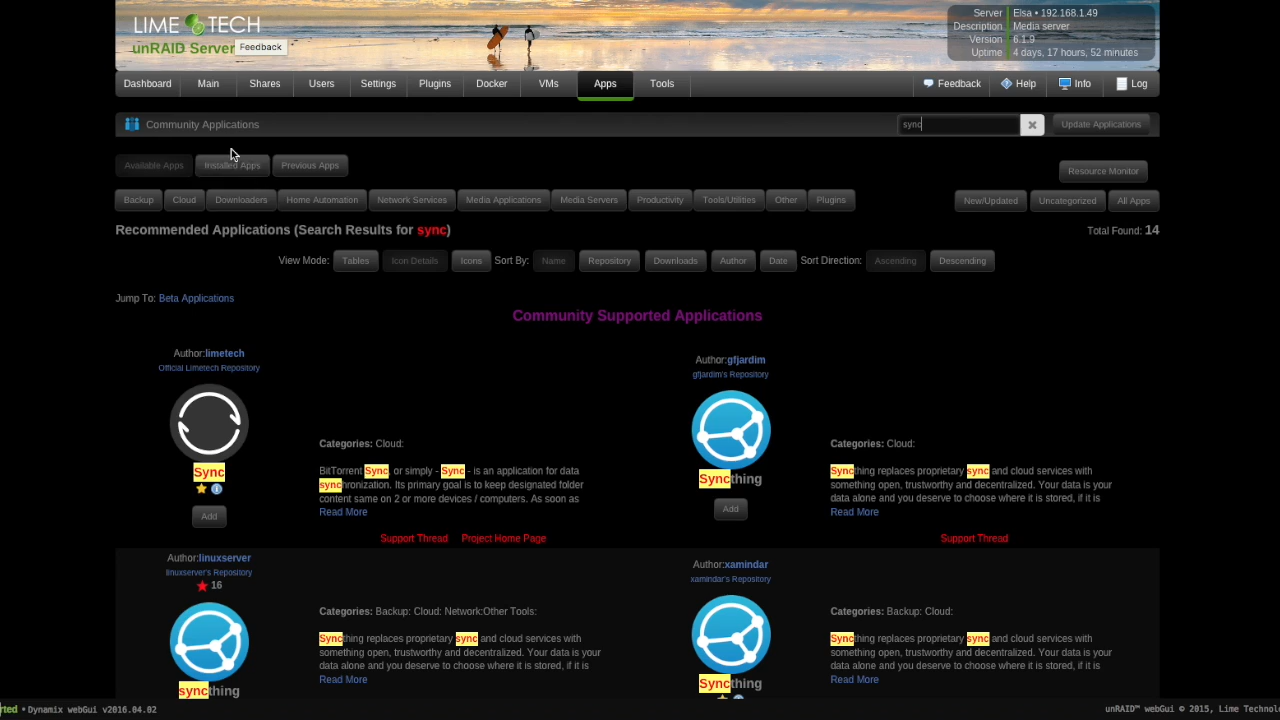 LIME TECH
unRAID Server
Feedback
Server Elsa • 192.168.1.49
Description Media server
Version 6.1.9
Uptime 4 days, 17 hours, 52 minutes
Dashboard Main Shares Users Settings Plugins Docker VMs Apps Tools Feedback Help Info Log
Community Applications
sync
Update Applications
Available Apps Installed Apps Previous Apps
Resource Monitor
Backup Cloud Downloaders Home Automation Network Services Media Applications Media Servers Productivity Tools/Utilities Other Plugins
New/Updated Uncategorized All Apps
Recommended Applications (Search Results for sync)
Total Found: 14
View Mode: Tables Icon Details Icons Sort By: Name Repository Downloads Author Date Sort Direction: Ascending Descending
Jump To: Beta Applications
Community Supported Applications
Author:limetech
Official Limetech Repository
Sync
Add
Categories: Cloud:
BitTorrent Sync, or simply - Sync - is an application for data
synchronization. Its primary goal is to keep designated folder
content same on 2 or more devices / computers. As soon as
Read More
Support Thread Project Home Page
Author:gfjardim
gfjardim's Repository
Syncthing
Add
Categories: Cloud:
Syncthing replaces proprietary sync and cloud services with
something open, trustworthy and decentralized. Your data is your
data alone and you deserve to choose where it is stored, if it is
Read More
Support Thread
Author:linuxserver
linuxserver's Repository
16
syncthing
Categories: Backup: Cloud: Network:Other Tools:
Syncthing replaces proprietary sync and cloud services with
something open, trustworthy and decentralized. Your data is your
data alone and you deserve to choose where it is stored, if it is
Read More
Author:xamindar
xamindar's Repository
Syncthing
Categories: Backup: Cloud:
Syncthing replaces proprietary sync and cloud services with
something open, trustworthy and decentralized. Your data is your
data alone and you deserve to choose where it is stored, if it is
Read More
rted • Dynamix webGui v2016.04.02
unRAID™ webGui © 2015, Lime Technolo